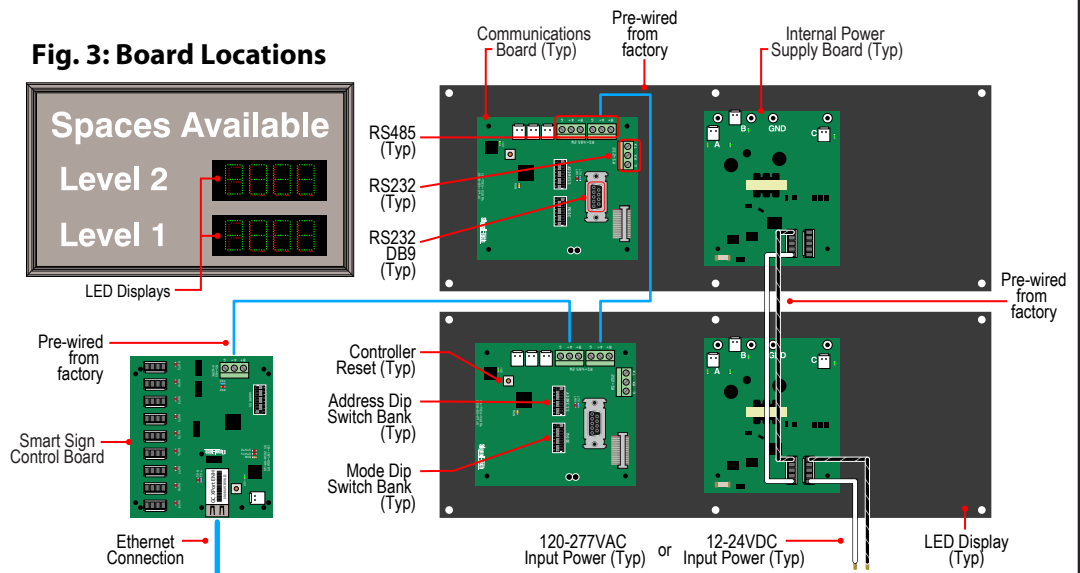 Fig. 3: Board Locations
Spaces Available
Level 2
Level 1
LED Displays
Communications
Board (Typ)
Pre-wired
from
factory
Internal Power
Supply Board (Typ)
RS485
(Typ)
RS232
(Typ)
RS232
DB9
(Typ)
A
B
GND
C
Pre-wired
from
factory
Pre-wired
from
factory
Smart Sign
Control Board
Ethernet
Connection
Controller
Reset (Typ)
Address Dip
Switch Bank
(Typ)
Mode Dip
Switch Bank
(Typ)
A
B
GND
C
120-277VAC
Input Power (Typ)
or
12-24VDC
Input Power (Typ)
LED Display
(Typ)